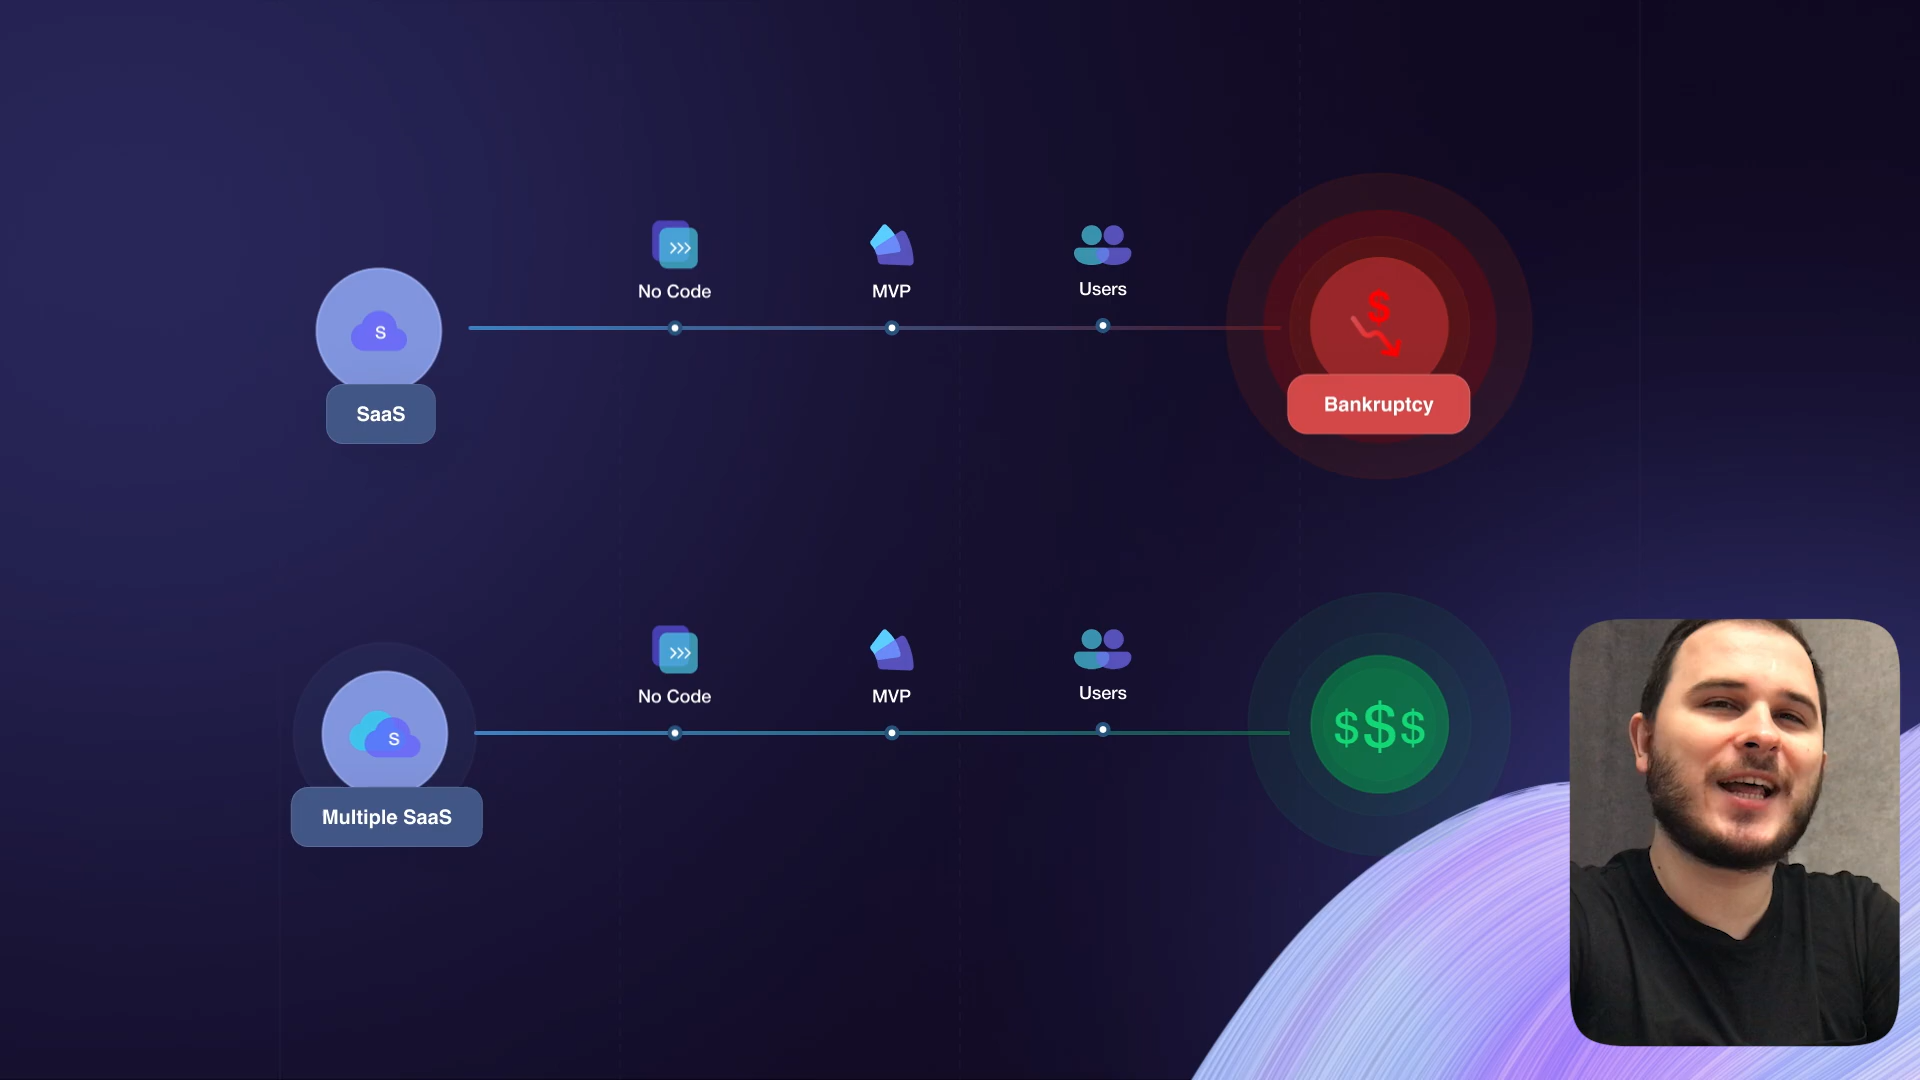 No Code
MVP
Users
S
$
SaaS
Bankruptcy
No Code
MVP
Users
S
$$$
Multiple SaaS